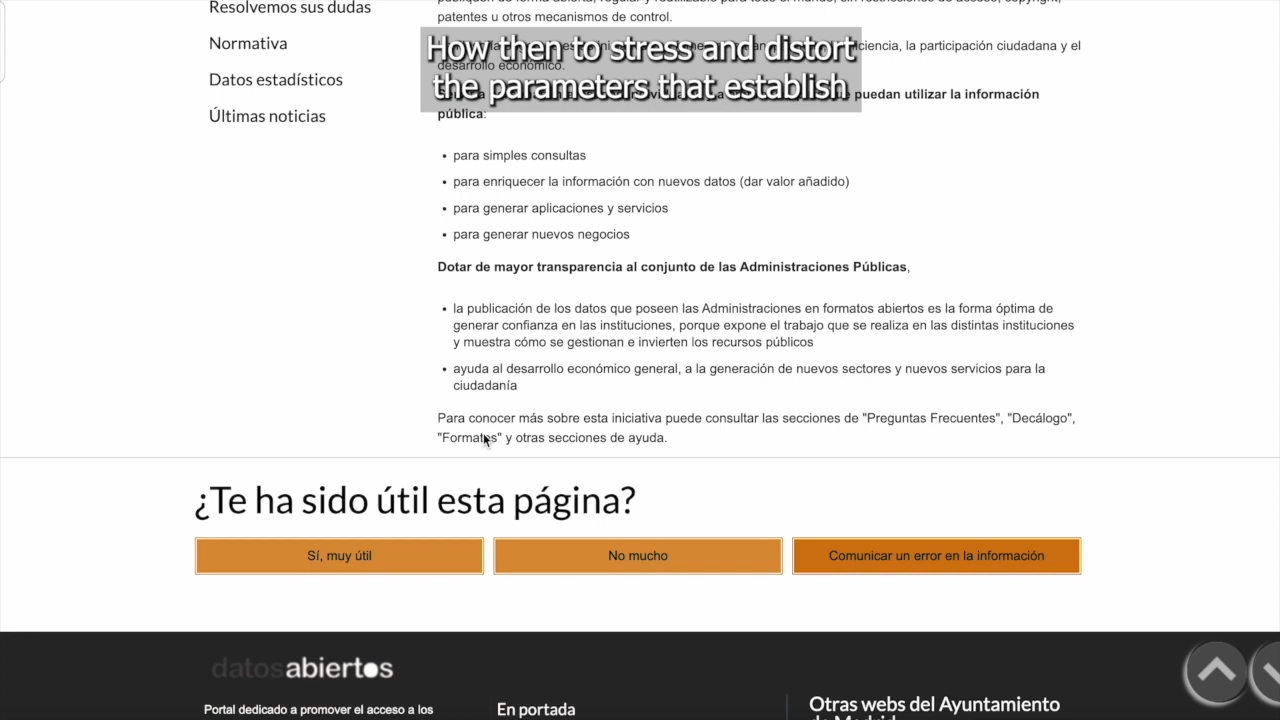 Resolvemos sus dudas
Normativa
Datos estadísticos
Últimas noticias
patentes u otros mecanismos de control.
How then to stress and distort
the parameters that establish
ciencia, la participación ciudadana y el
desarrollo económico.
puedan utilizar la información
pública:
• para simples consultas
• para enriquecer la información con nuevos datos (dar valor añadido)
• para generar aplicaciones y servicios
• para generar nuevos negocios
Dotar de mayor transparencia al conjunto de las Administraciones Públicas,
• la publicación de los datos que poseen las Administraciones en formatos abiertos es la forma óptima de
generar confianza en las instituciones, porque expone el trabajo que se realiza en las distintas instituciones
y muestra cómo se gestionan e invierten los recursos públicos
• ayuda al desarrollo económico general, a la generación de nuevos sectores y nuevos servicios para la
ciudadanía
Para conocer más sobre esta iniciativa puede consultar las secciones de "Preguntas Frecuentes", "Decálogo",
"Formatos" y otras secciones de ayuda.
¿Te ha sido útil esta página?
Sí, muy útil
No mucho
Comunicar un error en la información
datosabiertos
Portal dedicado a promover el acceso a los
En portada
Otras webs del Ayuntamiento
de Madrid